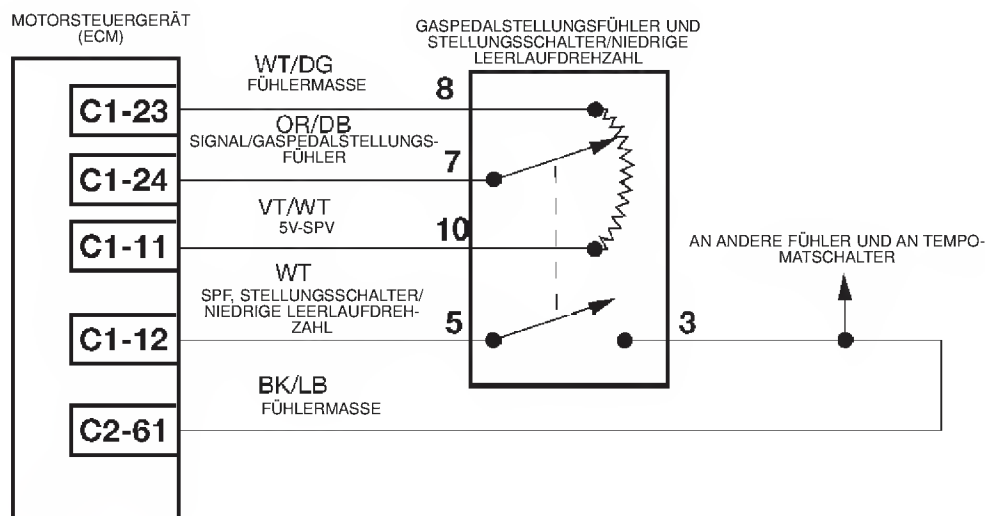 MOTORSTEUERGERÄT
(ECM)
GASPEDALSTELLUNGSFÜHLER UND
STELLUNGSSCHALTER/NIEDRIGE
LEERLAUFDREHZAHL
C1-23
WT/DG
FÜHLERMASSE
8
C1-24
OR/DB
SIGNAL/GASPEDALSTELLUNGS-
FÜHLER
7
C1-11
VT/WT
5V-SPV
10
C1-12
WT
SPF, STELLUNGSSCHALTER/
NIEDRIGE LEERLAUFDREH-
ZAHL
5
3
AN ANDERE FÜHLER UND AN TEMPO-
MATSCHALTER
C2-61
BK/LB
FÜHLERMASSE